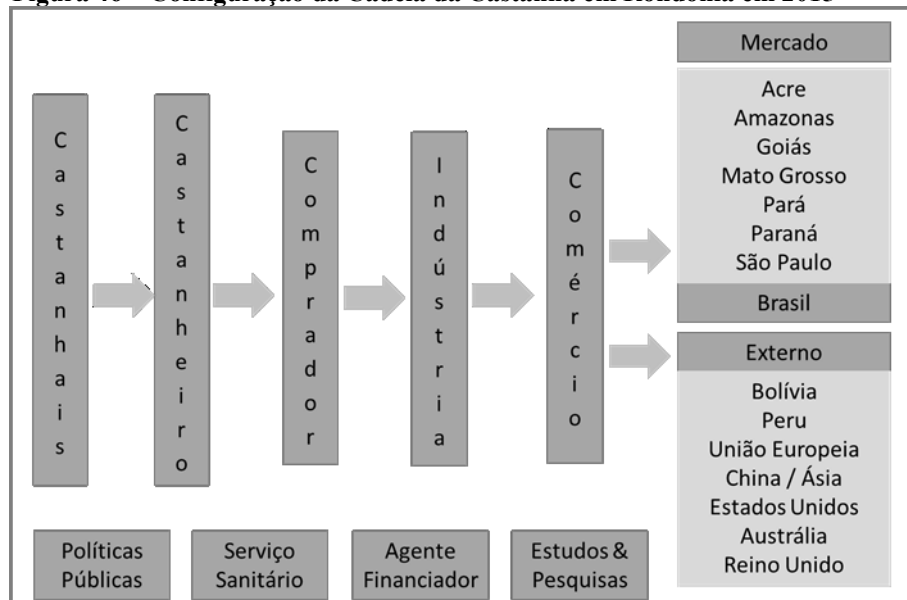 Figura 40 – Configuração da Cadeia da Castanha em Rondônia em 2015
Castanhais
Castanheiro
Comprador
Indústria
Comércio
Mercado
Acre
Amazonas
Goiás
Mato Grosso
Pará
Paraná
São Paulo
Brasil
Externo
Bolívia
Peru
União Europeia
China / Ásia
Estados Unidos
Austrália
Reino Unido
Políticas
Públicas
Serviço
Sanitário
Agente
Financiador
Estudos &
Pesquisas